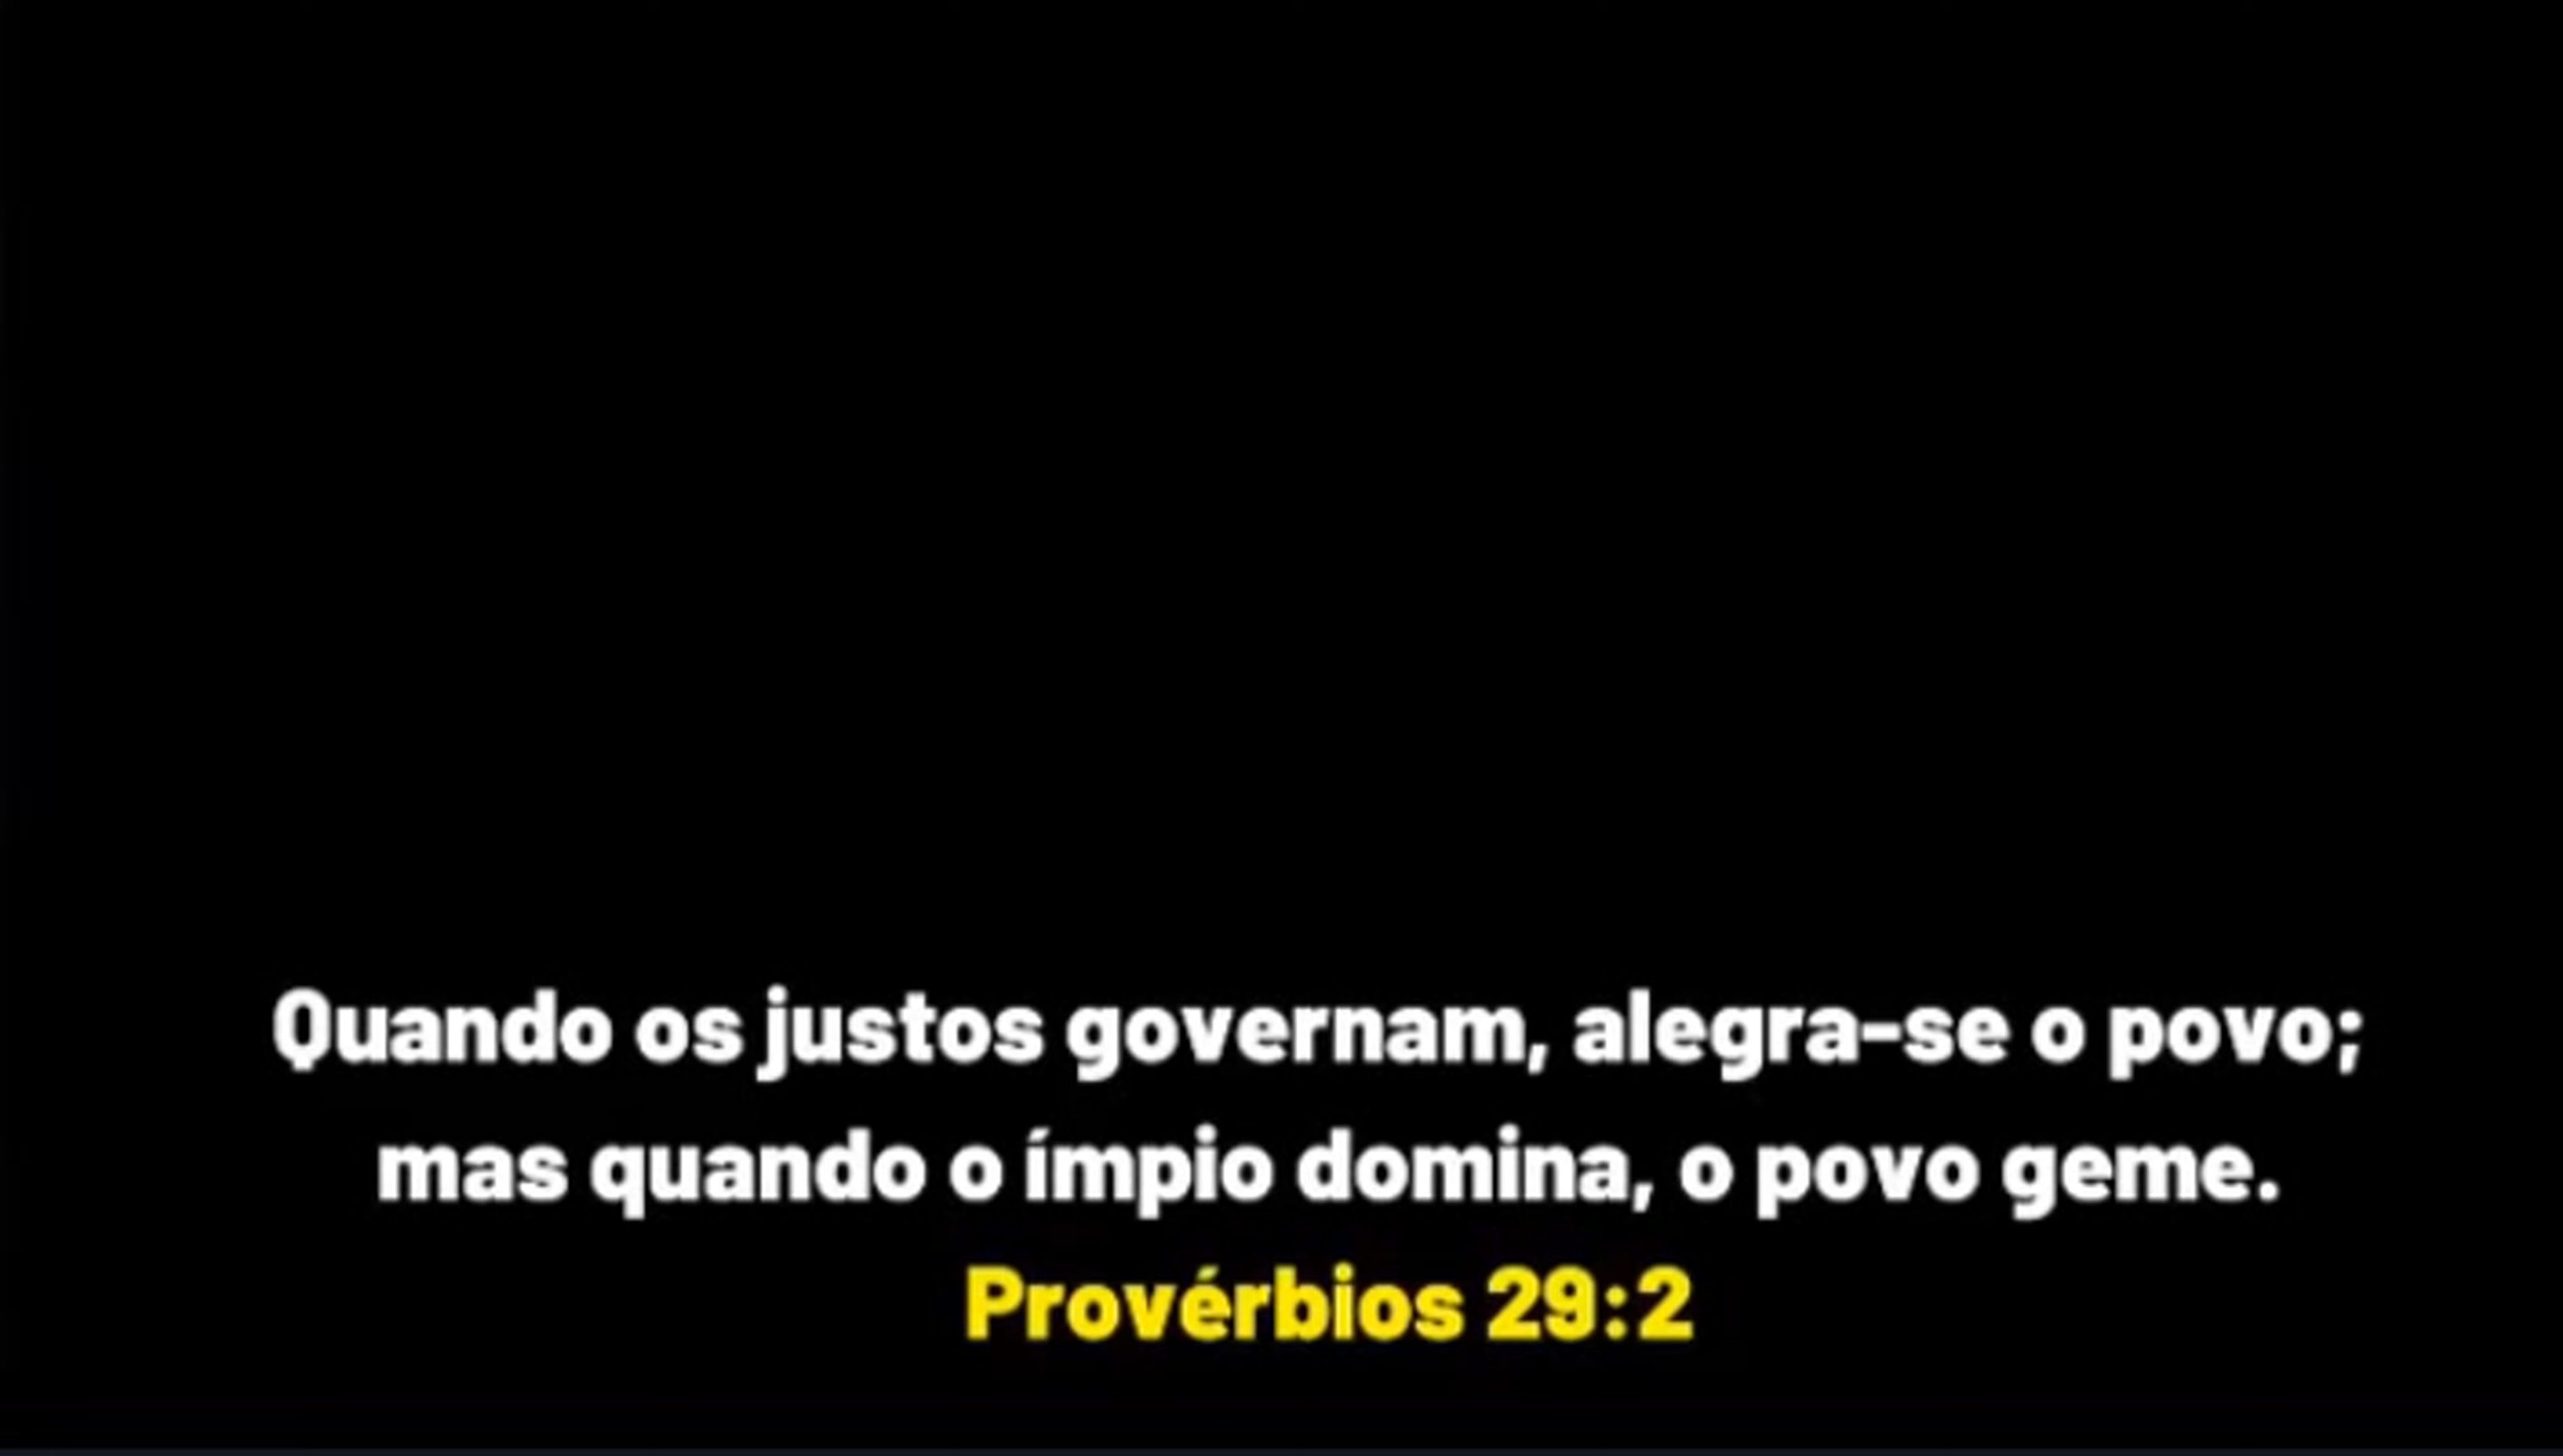 Quando os justos governam, alegra-se o povo;
mas quando o ímpio domina, o povo geme.
Provérbios 29:2